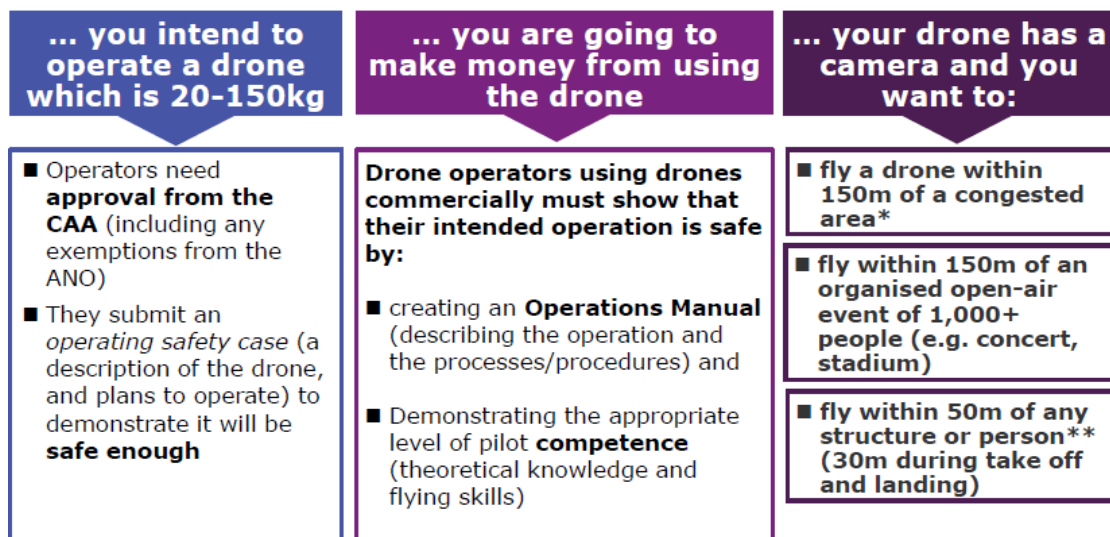 ... you intend to
operate a drone
which is 20-150kg
■ Operators need
approval from the
CAA (including any
exemptions from the
ANO)
■ They submit an
operating safety case (a
description of the drone,
and plans to operate) to
demonstrate it will be
safe enough
... you are going to
make money from using
the drone
Drone operators using drones
commercially must show that
their intended operation is safe
by:
■ creating an Operations Manual
(describing the operation and
the processes/procedures) and
■ Demonstrating the appropriate
level of pilot competence
(theoretical knowledge and
flying skills)
... your drone has a
camera and you
want to:
■ fly a drone within
150m of a congested
area*
■ fly within 150m of an
organised open-air
event of 1,000+
people (e.g. concert,
stadium)
■ fly within 50m of any
structure or person**
(30m during take off
and landing)